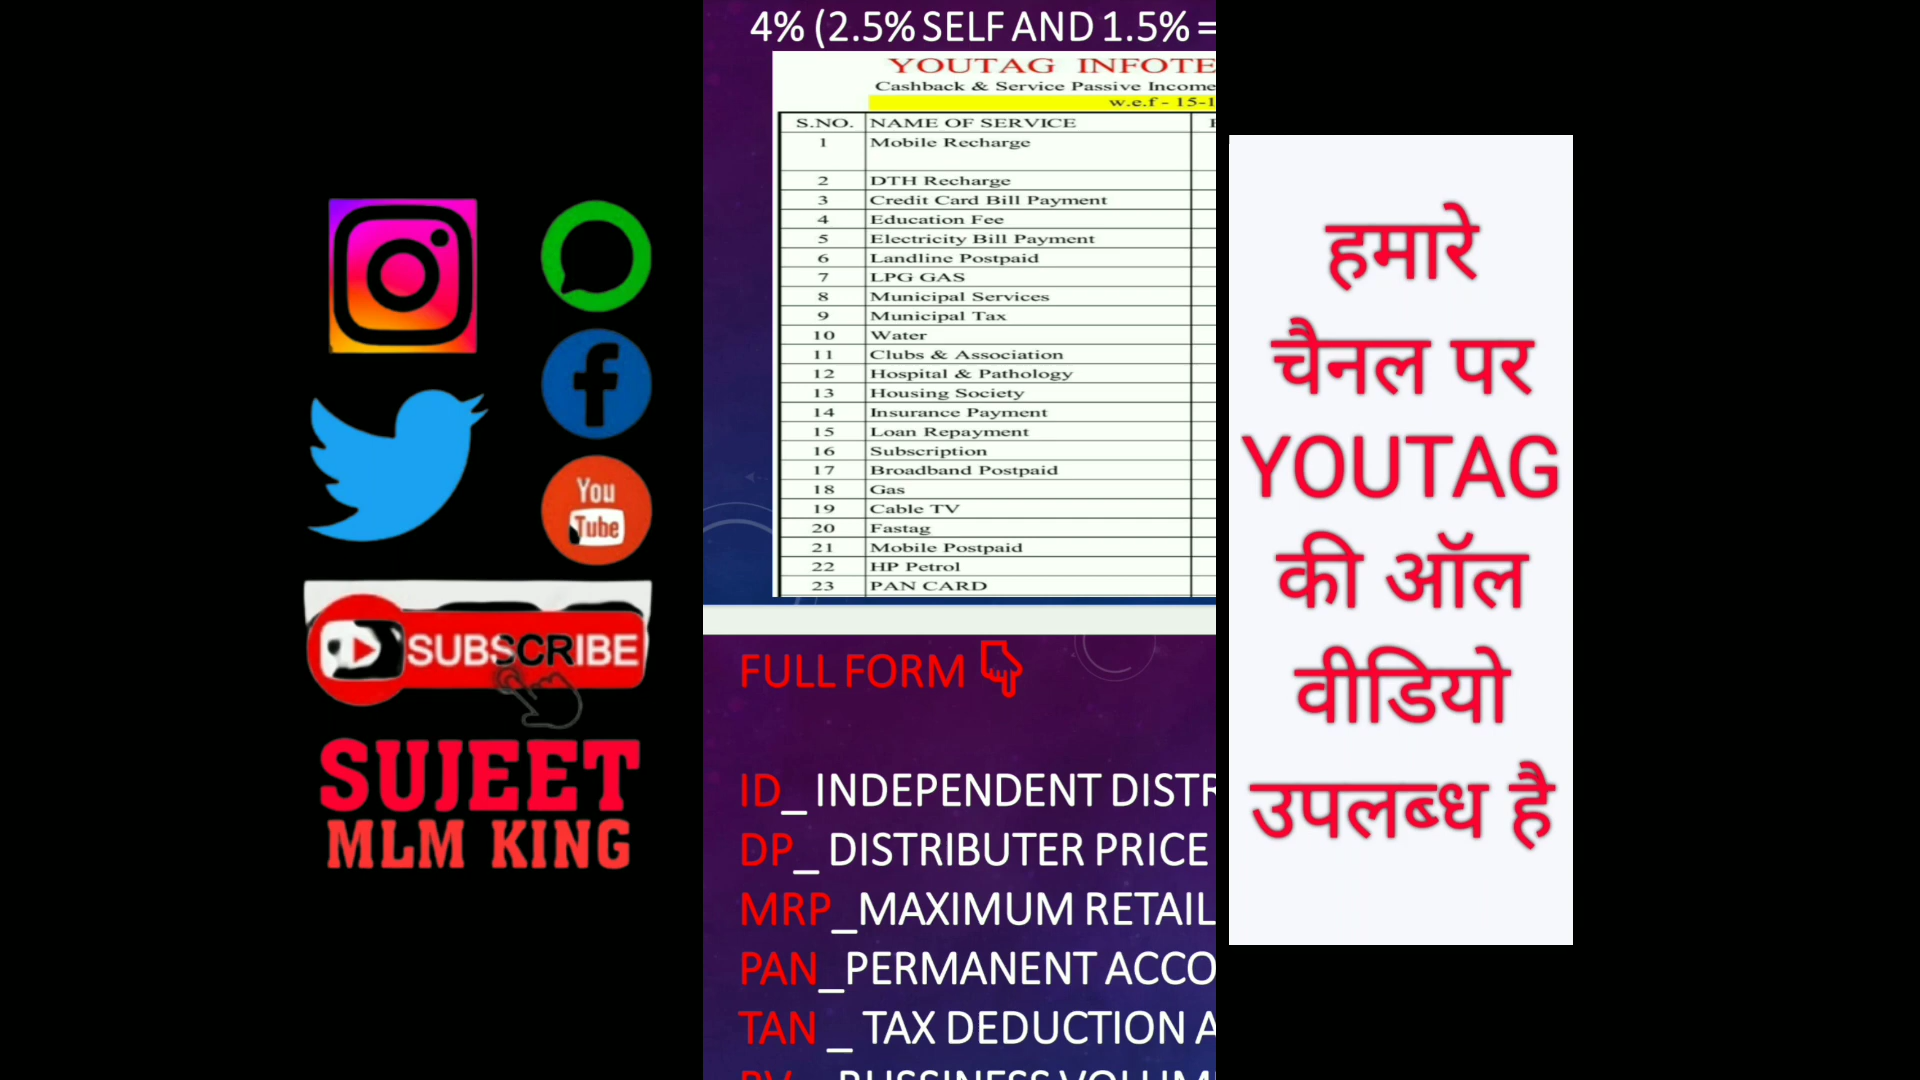 You
Tube
SUBSCRIBE
SUJEET
MLM KING
4% (2.5% SELF AND 1.5% =
YOUTAG INFOTE
Cashback & Service Passive Income
w.e.f - 15-1
S.NO. NAME OF SERVICE
1 Mobile Recharge
2 DTH Recharge
3 Credit Card Bill Payment
4 Education Fee
5 Electricity Bill Payment
6 Landline Postpaid
7 LPG GAS
8 Municipal Services
9 Municipal Tax
10 Water
11 Clubs & Association
12 Hospital & Pathology
13 Housing Society
14 Insurance Payment
15 Loan Repayment
16 Subscription
17 Broadband Postpaid
18 Gas
19 Cable TV
20 Fastag
21 Mobile Postpaid
22 HP Petrol
23 PAN CARD
FULL FORM
ID_ INDEPENDENT DISTR
DP_ DISTRIBUTER PRICE
MRP_MAXIMUM RETAIL
PAN_PERMANENT ACCO
TAN _ TAX DEDUCTION A
BV_ BUSSINESS VOLUM
हमारे
चैनल पर
YOUTAG
की ऑल
वीडियो
उपलब्ध है